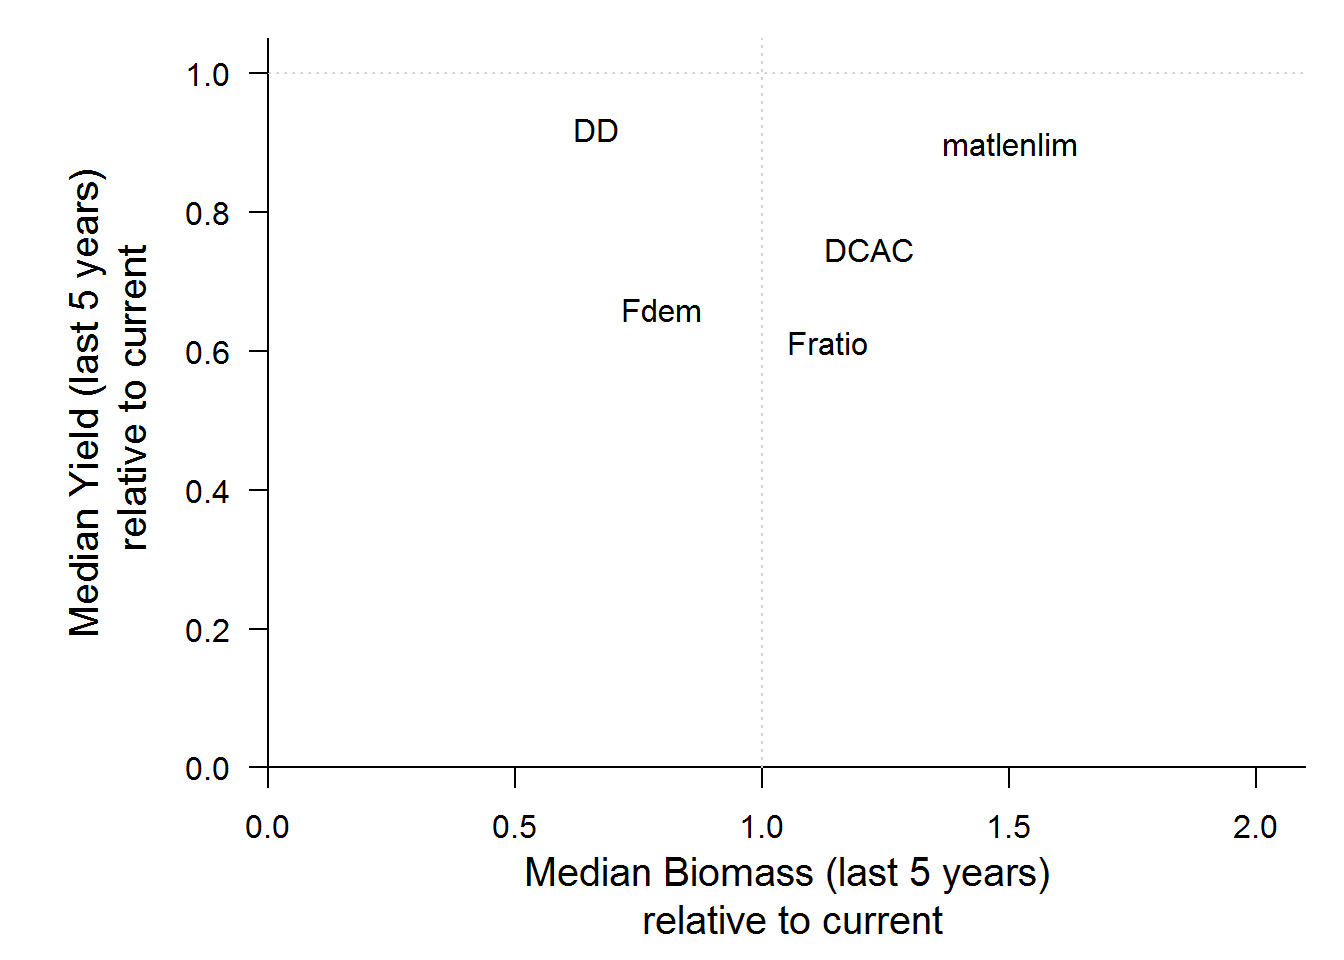 Median Yield (last 5 years)
relative to current
1.0
0.8
0.6
0.4
0.2
0.0
DD
matlenlim
DCAC
Fdem
Fratio
0.0 0.5 1.0 1.5 2.0
Median Biomass (last 5 years)
relative to current